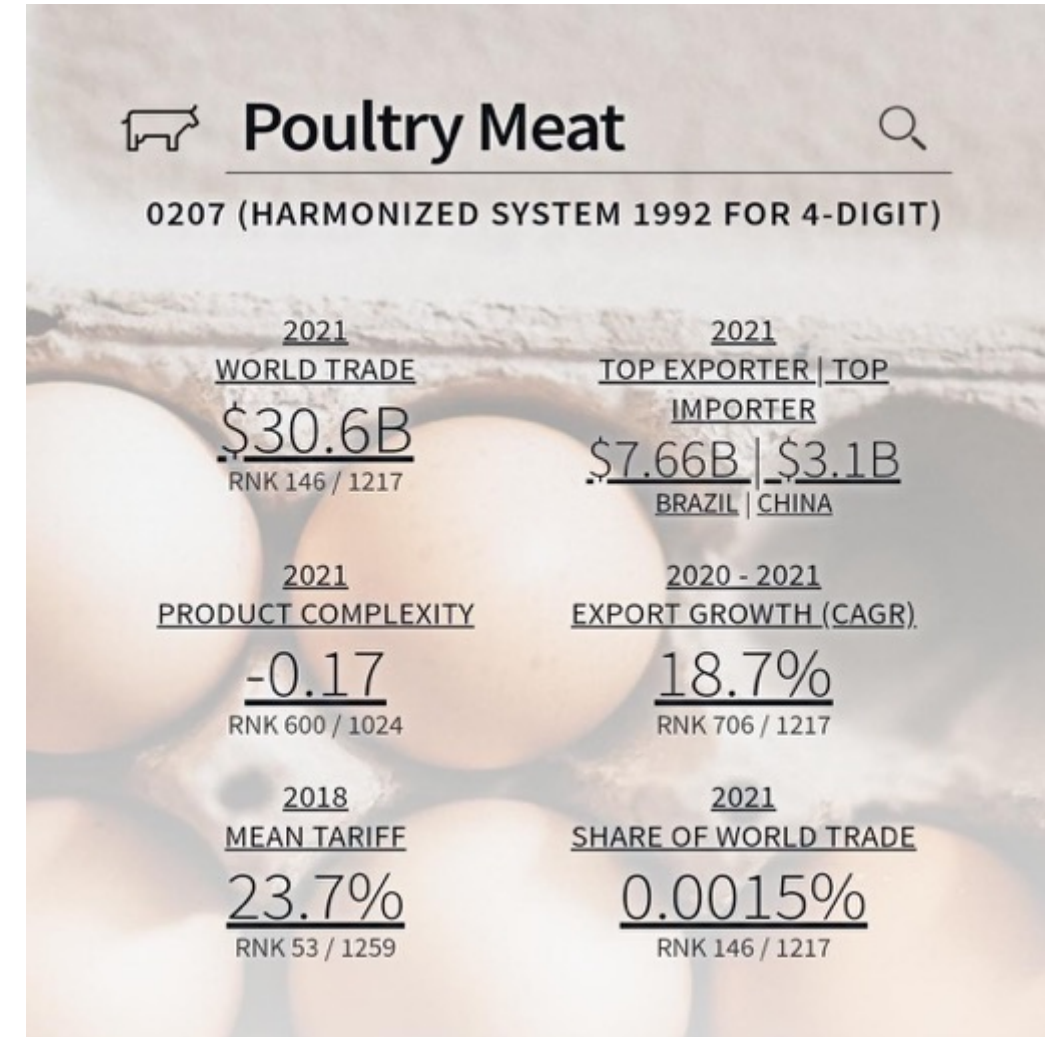 Poultry Meat
0207 (HARMONIZED SYSTEM 1992 FOR 4-DIGIT)
2021
WORLD TRADE
$30.6B
RNK 146 / 1217
2021
TOP EXPORTER | TOP
IMPORTER
$7.66B | $3.1B
BRAZIL | CHINA
2021
PRODUCT COMPLEXITY
-0.17
RNK 600 / 1024
2020 - 2021
EXPORT GROWTH (CAGR)
18.7%
RNK 706 / 1217
2018
MEAN TARIFF
23.7%
RNK 53 / 1259
2021
SHARE OF WORLD TRADE
0.0015%
RNK 146 / 1217